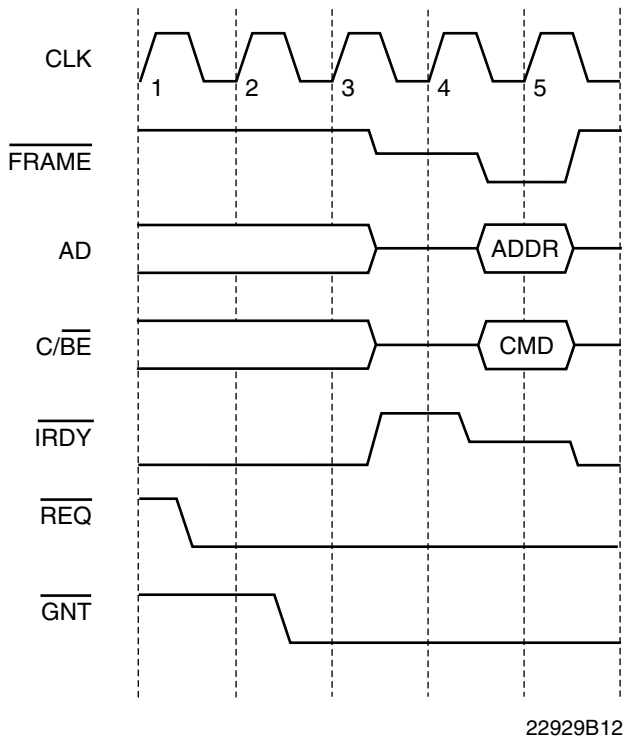 CLK
1 2 3 4 5
FRAME
AD
ADDR
C/BE
CMD
IRDY
REQ
GNT
22929B12